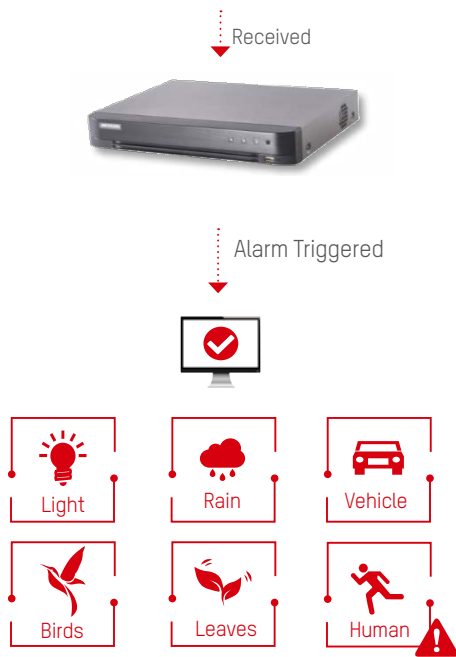 Received
Alarm Triggered
Light
Rain
Vehicle
Birds
Leaves
Human